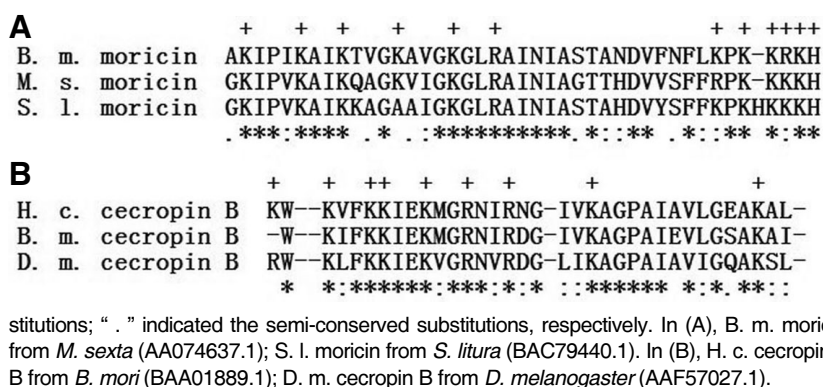 A
+ + + + + + + + ++++
B. m. moricin AKIPIKAIKTVGKAVGKGLRAINIASTANDVFNFLKPK-KRKH
M. s. moricin GKIPVKAIKQAGKVIGKGLRAINIAGTTHDVVSFFRPK-KKKH
S. l. moricin GKIPVKAIKKAGAAIGKGLRAINIASTAHDVYSFFKPKHKKKH
.***:**** .* .:**********.*::** .*:** *:**
B
+ + ++ + + + + +
H. c. cecropin B KW--KVFKKIEKMGRNIRNG-IVKAGPAIAVLGEAKAL-
B. m. cecropin B -W--KIFKKIEKMGRNIRDG-IVKAGPAIEVLGSAKAI-
D. m. cecropin B RW--KLFKKIEKVGRNVRDG-LIKAGPAIAVIGQAKSL-
* *:******:***:*:* ::****** *:*.**::
stitutions; “ . ” indicated the semi-conserved substitutions, respectively. In (A), B. m. moric
from M. sexta (AA074637.1); S. l. moricin from S. litura (BAC79440.1). In (B), H. c. cecropin
B from B. mori (BAA01889.1); D. m. cecropin B from D. melanogaster (AAF57027.1).